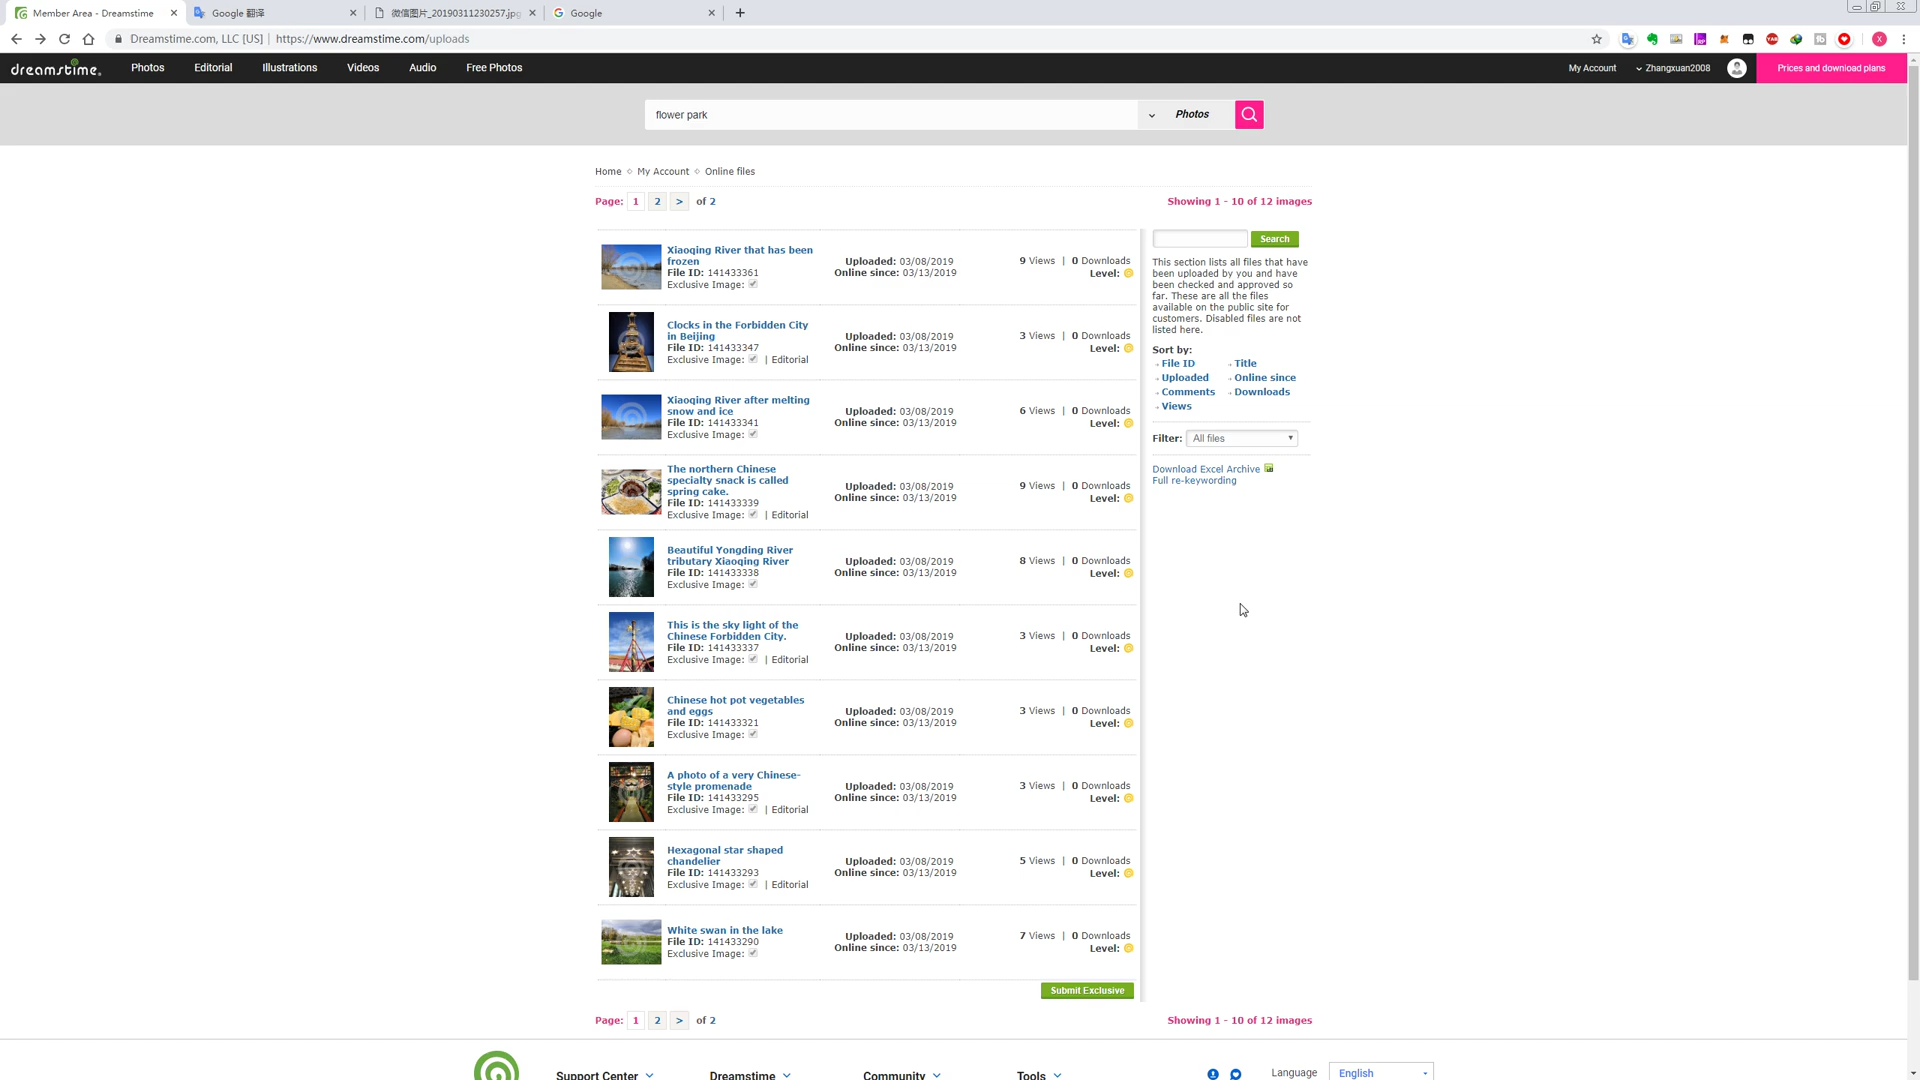 Member Area - Dreamstime
Google 翻译
微信图片_20190311230257.jpg
Google
Dreamstime.com, LLC [US] | https://www.dreamstime.com/uploads
dreamstime.
Photos
Editorial
Illustrations
Videos
Audio
Free Photos
My Account
Zhangxuan2008
Prices and download plans
flower park
Photos
Home ◇ My Account ◇ Online files
Page: 1 2 > of 2
Showing 1 - 10 of 12 images
Xiaoqing River that has been
frozen
File ID: 141433361
Exclusive Image:
Uploaded: 03/08/2019
Online since: 03/13/2019
9 Views | 0 Downloads
Level:
Clocks in the Forbidden City
in Beijing
File ID: 141433347
Exclusive Image: | Editorial
Uploaded: 03/08/2019
Online since: 03/13/2019
3 Views | 0 Downloads
Level:
Xiaoqing River after melting
snow and ice
File ID: 141433341
Exclusive Image:
Uploaded: 03/08/2019
Online since: 03/13/2019
6 Views | 0 Downloads
Level:
The northern Chinese
specialty snack is called
spring cake.
File ID: 141433339
Exclusive Image: | Editorial
Uploaded: 03/08/2019
Online since: 03/13/2019
9 Views | 0 Downloads
Level:
Beautiful Yongding River
tributary Xiaoqing River
File ID: 141433338
Exclusive Image:
Uploaded: 03/08/2019
Online since: 03/13/2019
8 Views | 0 Downloads
Level:
This is the sky light of the
Chinese Forbidden City.
File ID: 141433337
Exclusive Image: | Editorial
Uploaded: 03/08/2019
Online since: 03/13/2019
3 Views | 0 Downloads
Level:
Chinese hot pot vegetables
and eggs
File ID: 141433321
Exclusive Image:
Uploaded: 03/08/2019
Online since: 03/13/2019
3 Views | 0 Downloads
Level:
A photo of a very Chinese-
style promenade
File ID: 141433295
Exclusive Image: | Editorial
Uploaded: 03/08/2019
Online since: 03/13/2019
3 Views | 0 Downloads
Level:
Hexagonal star shaped
chandelier
File ID: 141433293
Exclusive Image: | Editorial
Uploaded: 03/08/2019
Online since: 03/13/2019
5 Views | 0 Downloads
Level:
White swan in the lake
File ID: 141433290
Exclusive Image:
Uploaded: 03/08/2019
Online since: 03/13/2019
7 Views | 0 Downloads
Level:
Submit Exclusive
Search
This section lists all files that have
been uploaded by you and have
been checked and approved so
far. These are all the files
available on the public site for
customers. Disabled files are not
listed here.
Sort by:
File ID
Title
Uploaded
Online since
Comments
Downloads
Views
Filter: All files
Download Excel Archive
Full re-keywording
Page: 1 2 > of 2
Showing 1 - 10 of 12 images
Support Center
Dreamstime
Community
Tools
Language
English